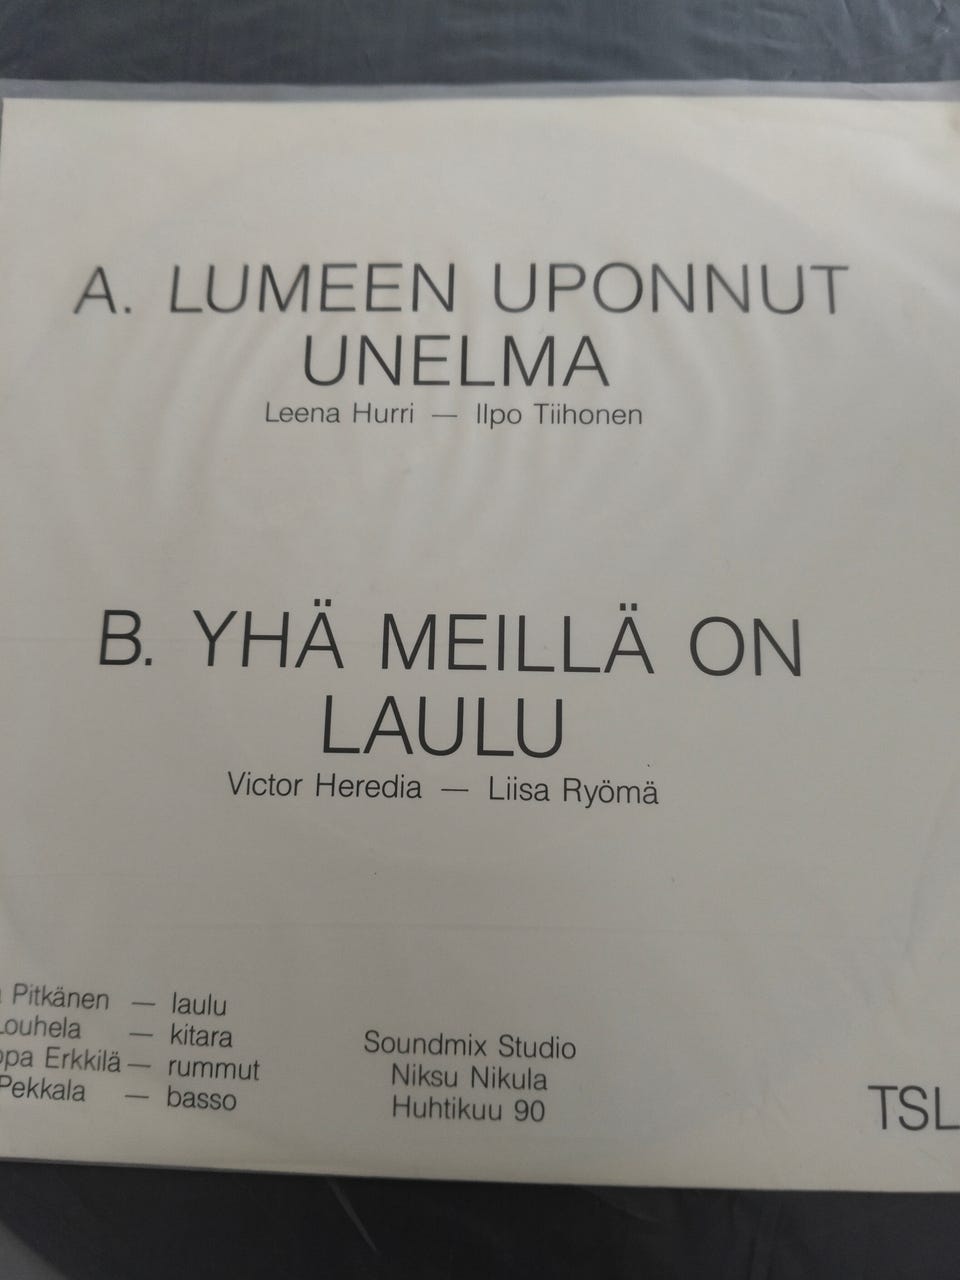 A. LUMEEN UPONNUT
UNELMA
Leena Hurri — Ilpo Tiihonen
B. YHÄ MEILLÄ ON
LAULU
Victor Heredia — Liisa Ryömä
Pitkänen — laulu
Louhela — kitara
Erkkilä — rummut
Pekkala — basso
Soundmix Studio
Niksu Nikula
Huhtikuu 90
TSL